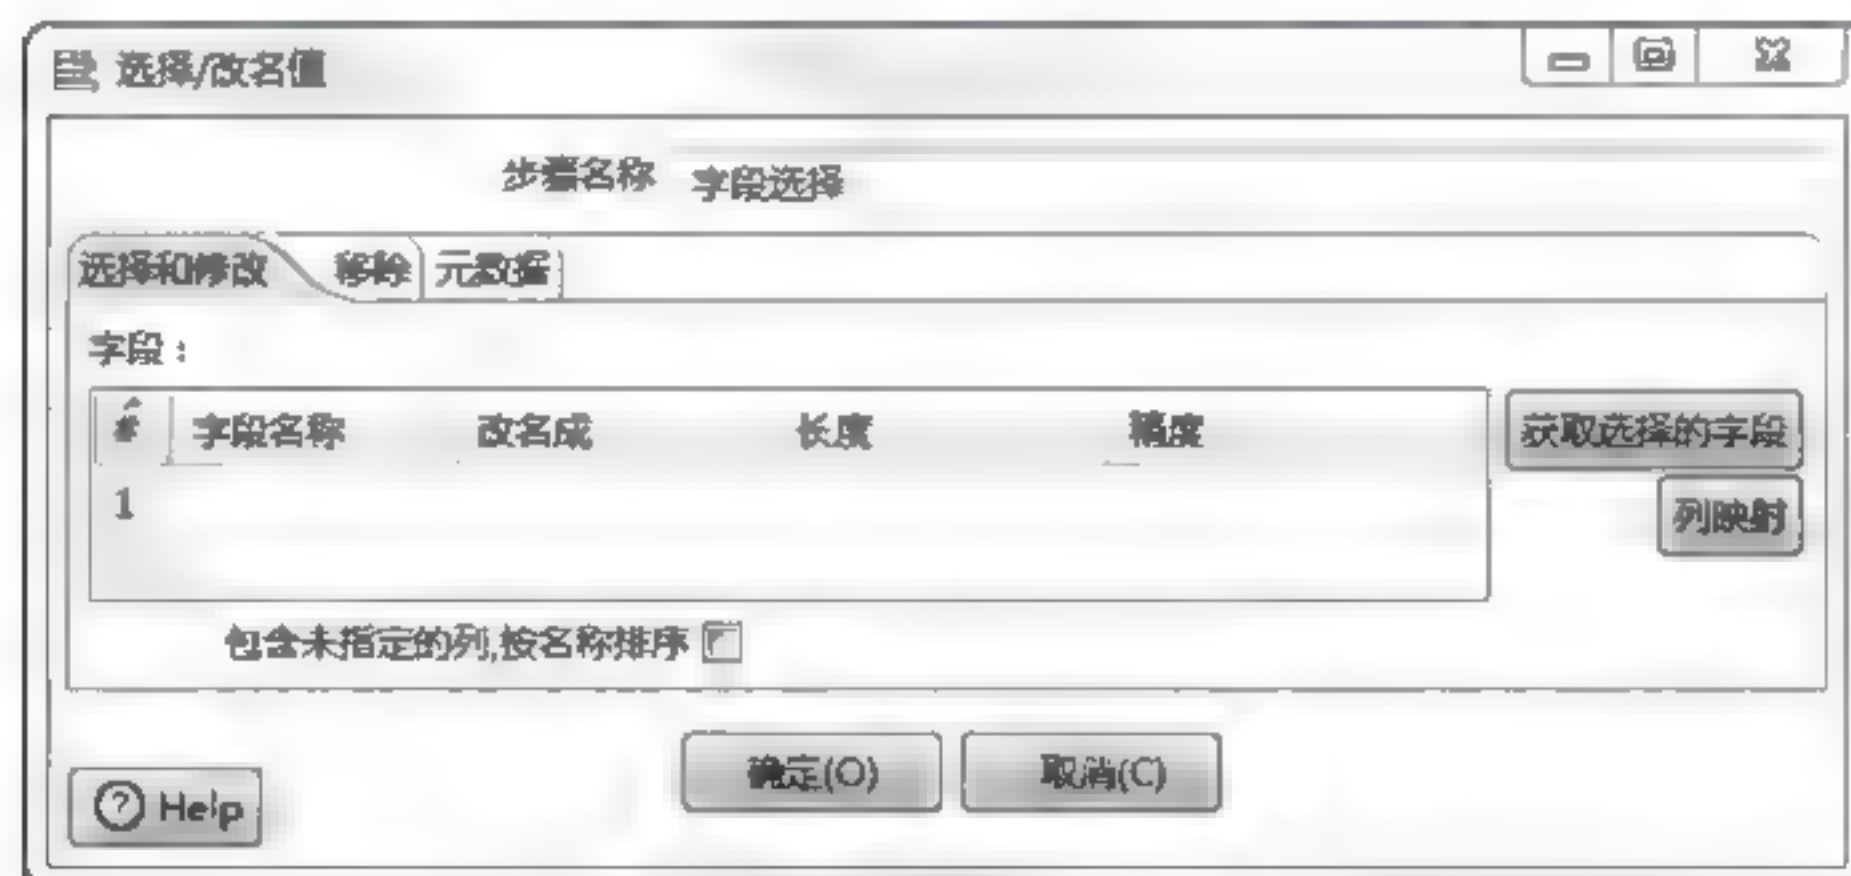 选择/改名值
步骤名称 字段选择
选择和修改 移除 元数据
字段:
# 字段名称 改名成 长度 精度 获取选择的字段
1 列映射
包含未指定的列,按名称排序
确定(O) 取消(C)
Help